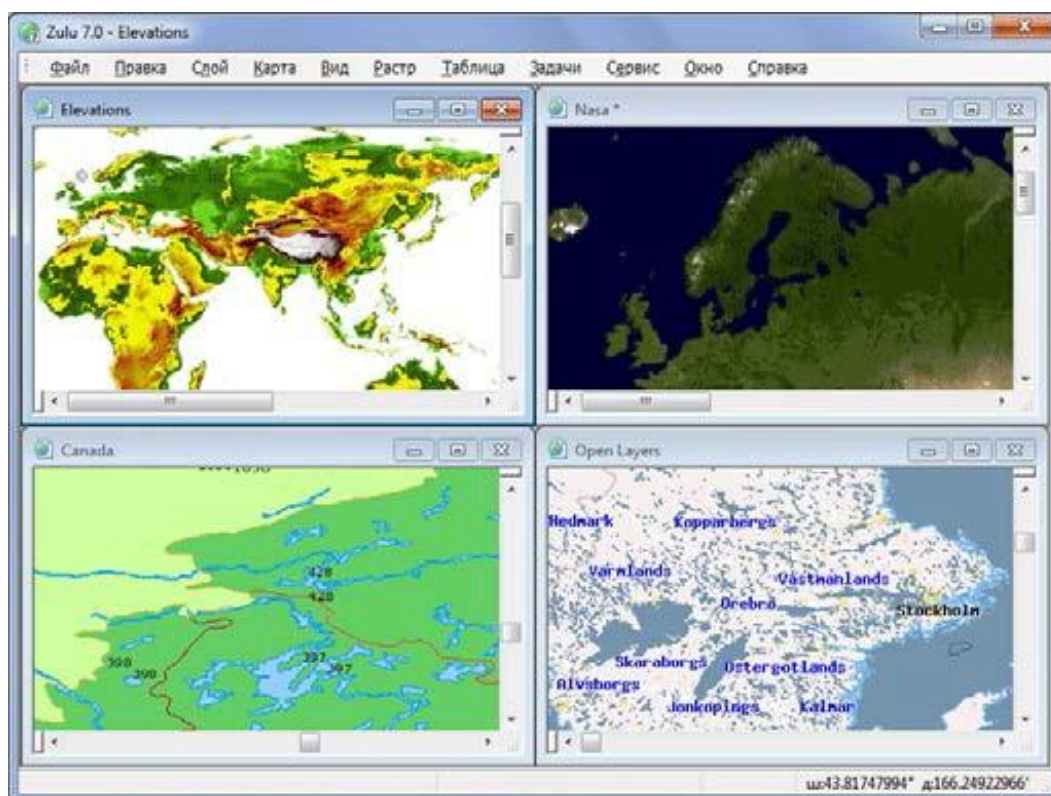 Zulu 7.0 - Elevations
Файл Правка Слой Карта Вид Растр Таблица Задачи Сервис Окно Справка
Elevations
Nasa *
Canada
428
428
397
397
398
398
Open Layers
Hedmark
Kopparbergs
Varmlands
Vastmanlands
Orebro
Stockholm
Skaraborgs
Ostergotlands
Alvsborgs
Jonkopings
Kalmar
ш:43.81747994° д:166.24922966°